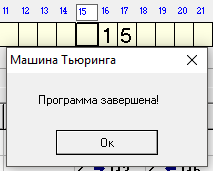 11 12 13 14 15 16 17 18 19 20 21
1 5
Машина Тьюринга
Программа завершена!
Ок